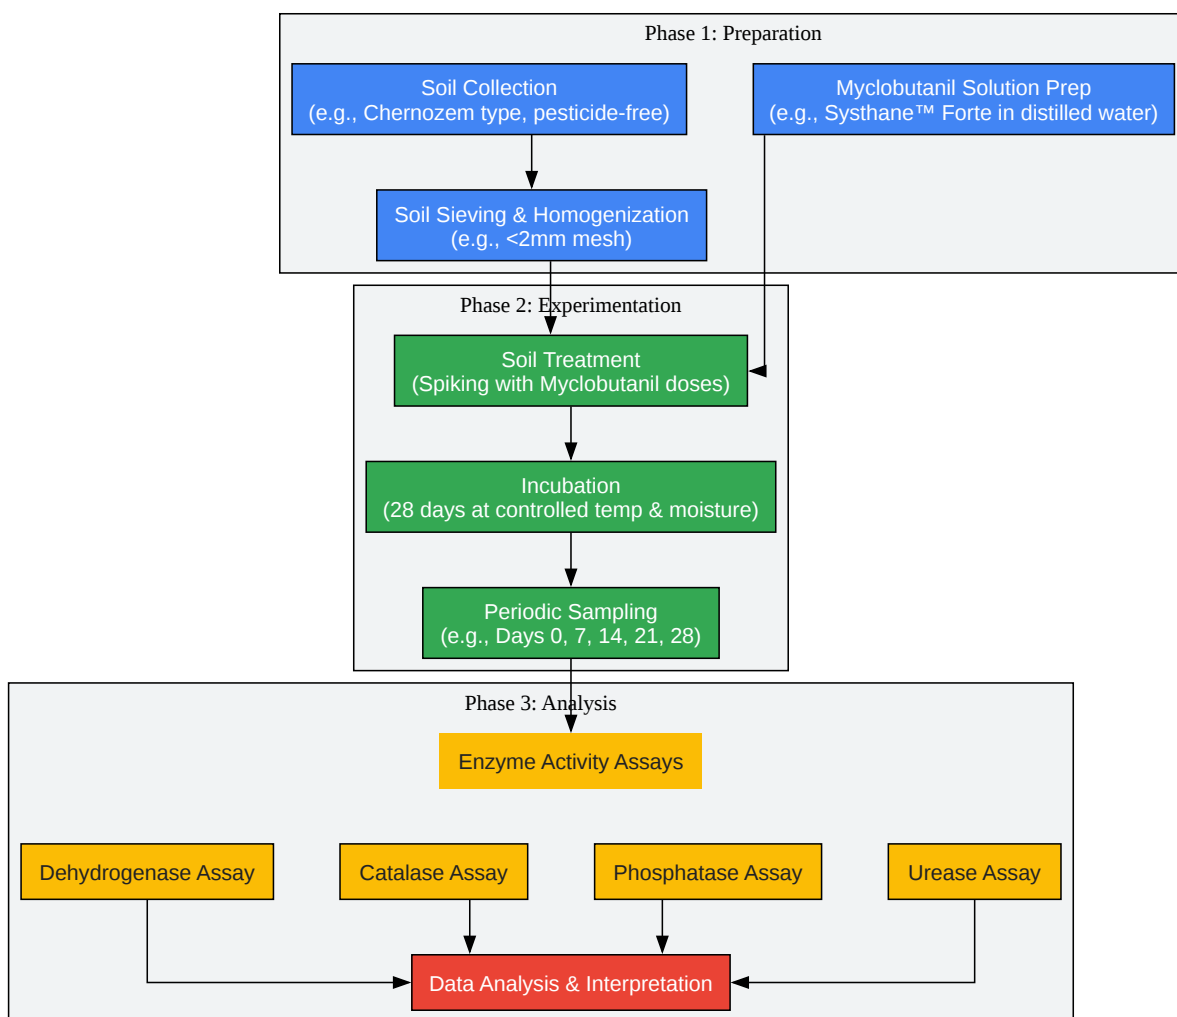 Phase 1: Preparation
Soil Collection
(e.g., Chernozem type, pesticide-free)
Myclobutanil Solution Prep
(e.g., Systhane™ Forte in distilled water)
Soil Sieving & Homogenization
(e.g., <2mm mesh)
Phase 2: Experimentation
Soil Treatment
(Spiking with Myclobutanil doses)
Incubation
(28 days at controlled temp & moisture)
Periodic Sampling
(e.g., Days 0, 7, 14, 21, 28)
Phase 3: Analysis
Enzyme Activity Assays
Dehydrogenase Assay
Catalase Assay
Phosphatase Assay
Urease Assay
Data Analysis & Interpretation